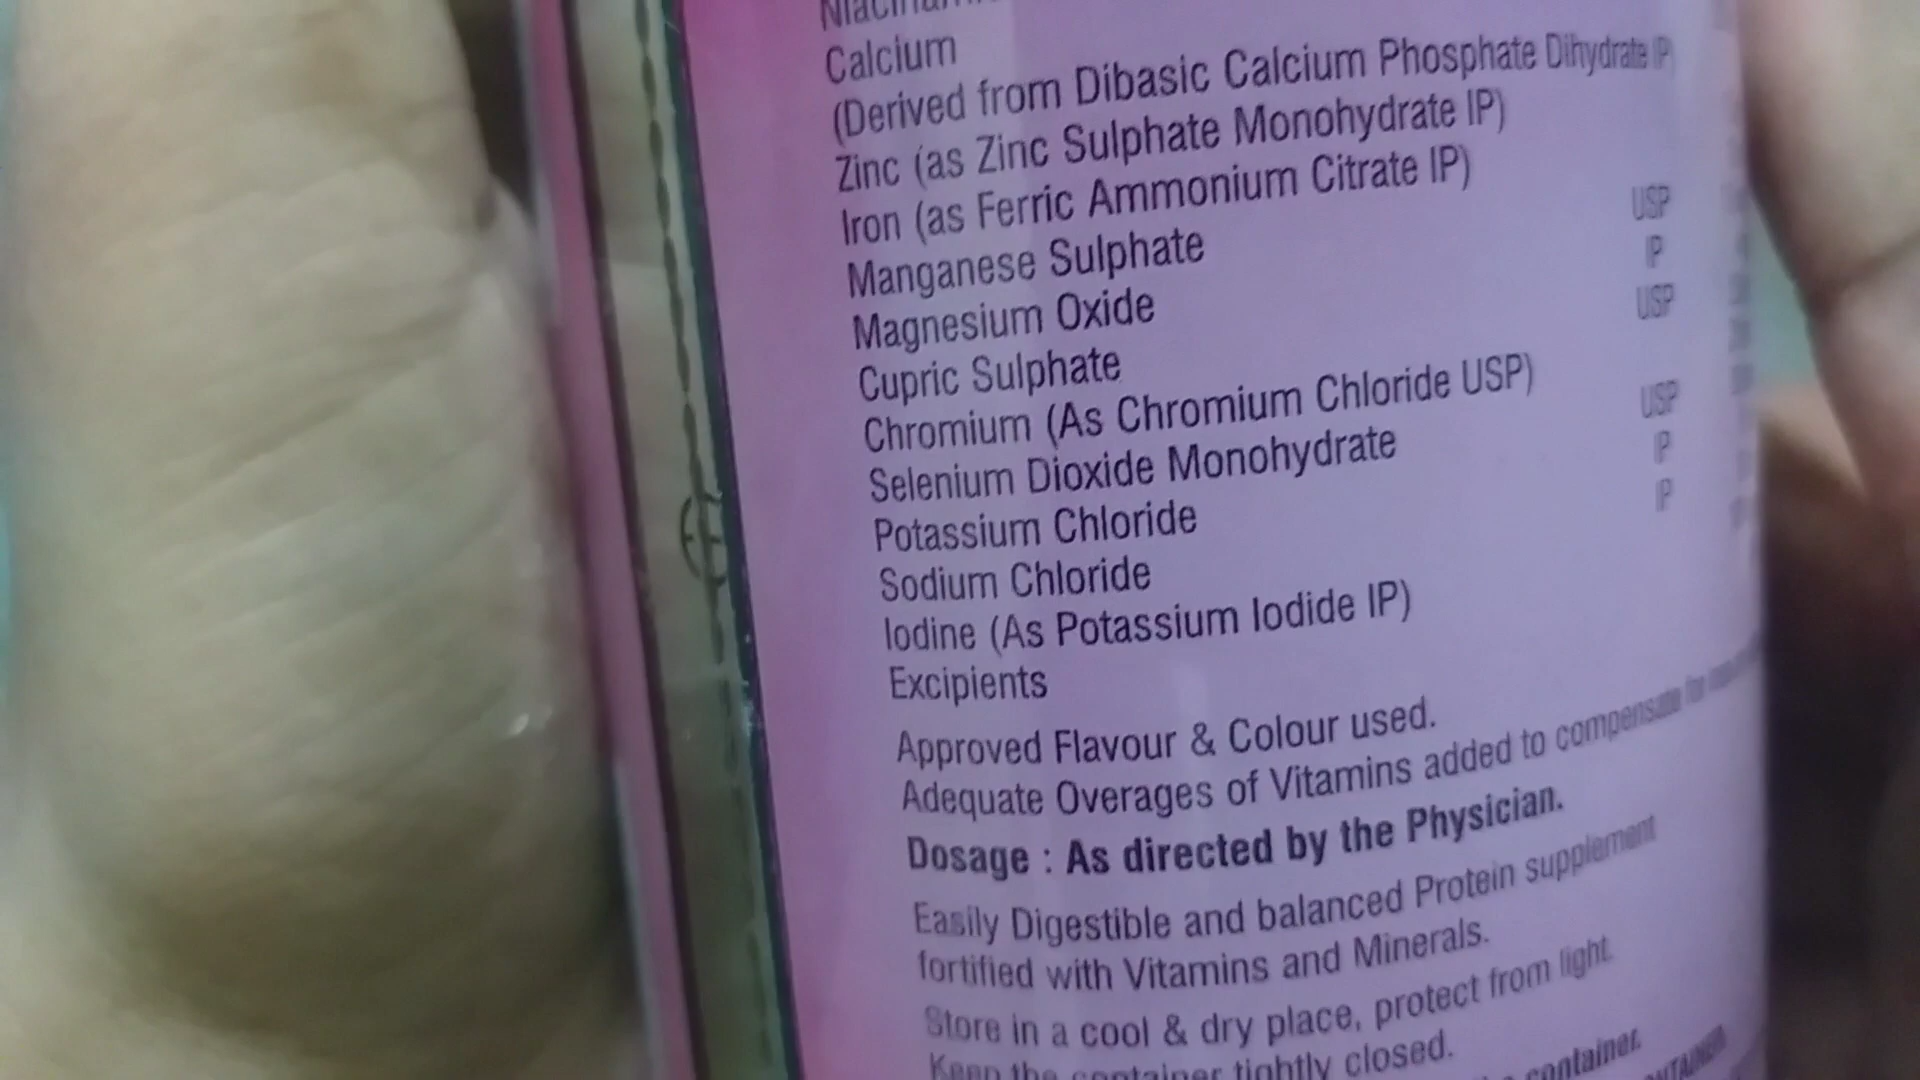 Calcium
(Derived from Dibasic Calcium Phosphate Dihydrate IP)
Zinc (as Zinc Sulphate Monohydrate IP)
Iron (as Ferric Ammonium Citrate IP)
Manganese Sulphate USP
Magnesium Oxide IP
Cupric Sulphate USP
Chromium (As Chromium Chloride USP)
Selenium Dioxide Monohydrate USP
Potassium Chloride IP
Sodium Chloride IP
Iodine (As Potassium Iodide IP)
Excipients
Approved Flavour & Colour used.
Adequate Overages of Vitamins added to compensate for
Dosage : As directed by the Physician.
Easily Digestible and balanced Protein supplement
fortified with Vitamins and Minerals.
Store in a cool & dry place, protect from light.
Keep the container tightly closed.
container.